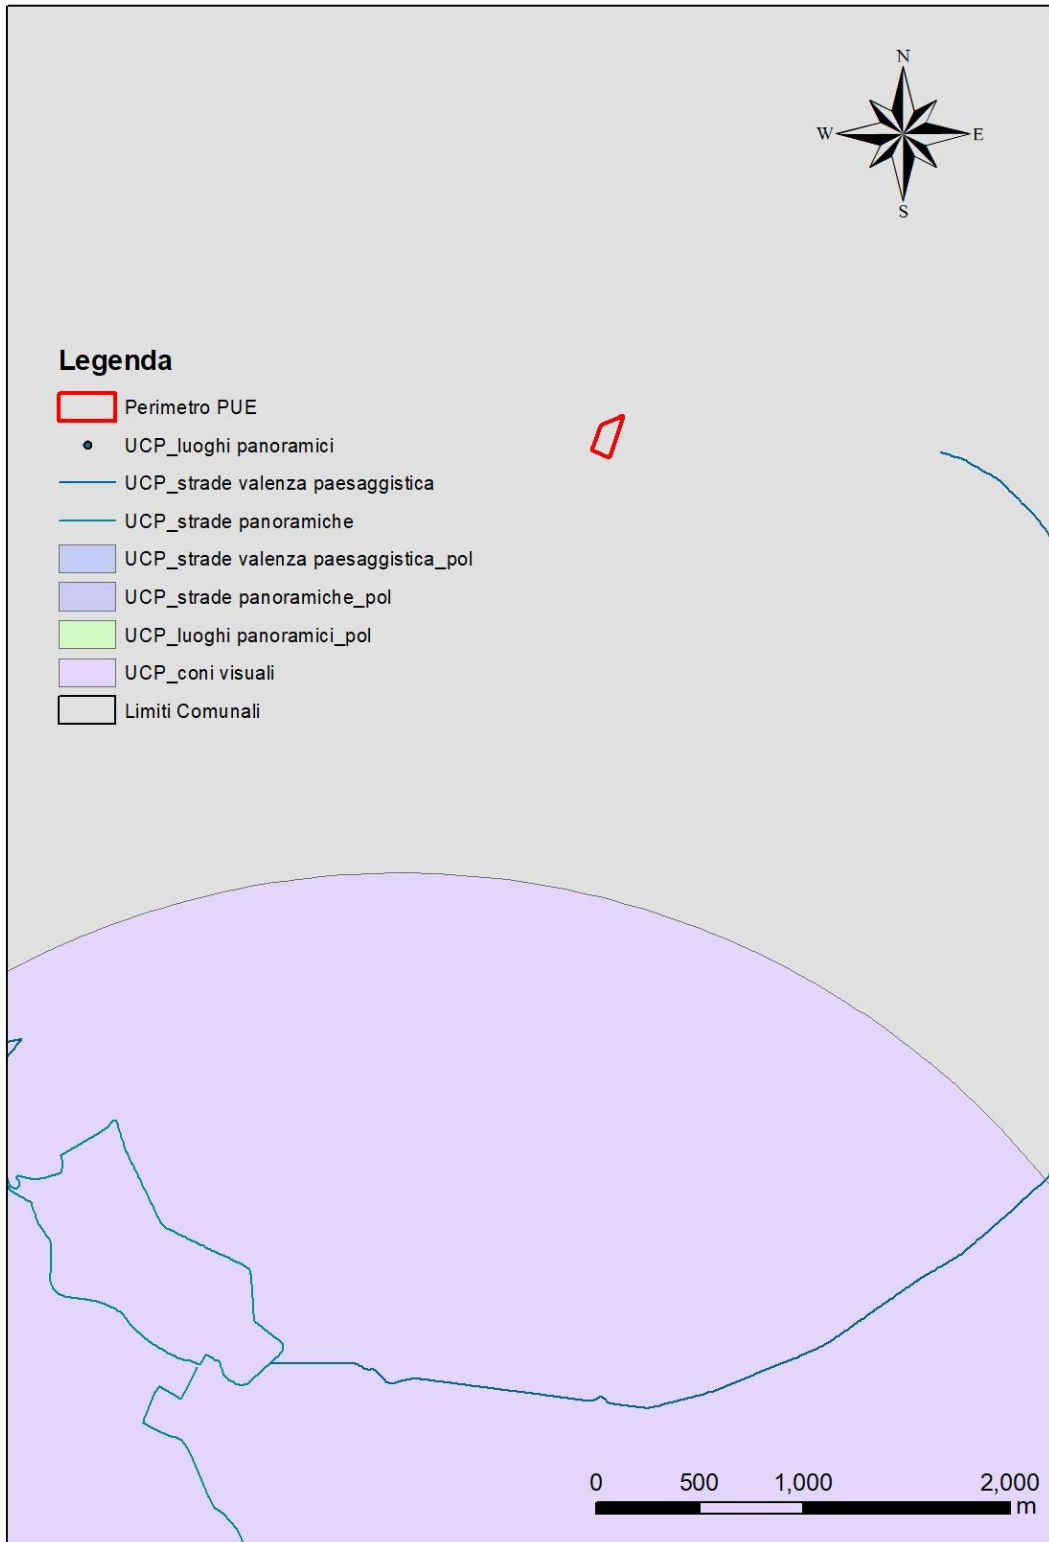 N
W E
S
Legenda
Perimetro PUE
UCP_luoghi panoramici
UCP_strade valenza paesaggistica
UCP_strade panoramiche
UCP_strade valenza paesaggistica_pol
UCP_strade panoramiche_pol
UCP_luoghi panoramici_pol
UCP_coni visuali
Limiti Comunali
0 500 1,000 2,000
m